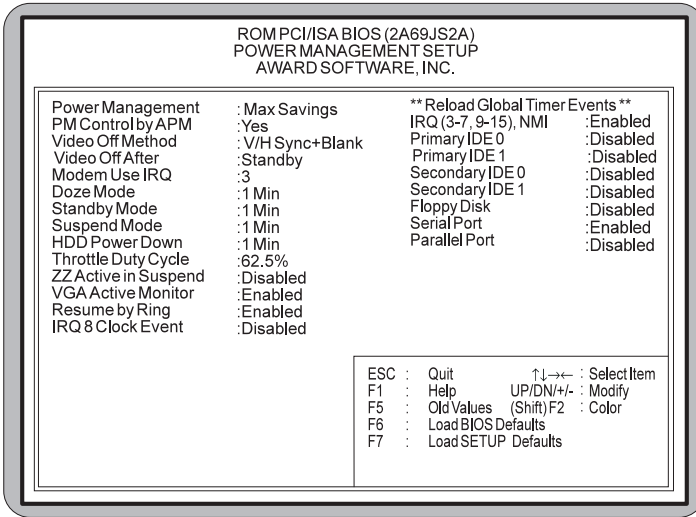 ROM PCI/ISA BIOS (2A69JS2A)
POWER MANAGEMENT SETUP
AWARD SOFTWARE, INC.
Power Management : Max Savings
PM Control by APM :Yes
Video Off Method : V/H Sync+Blank
Video Off After :Standby
Modem Use IRQ :3
Doze Mode :1 Min
Standby Mode :1 Min
Suspend Mode :1 Min
HDD Power Down :1 Min
Throttle Duty Cycle :62.5%
ZZ Active in Suspend :Disabled
VGA Active Monitor :Enabled
Resume by Ring :Enabled
IRQ 8 Clock Event :Disabled
** Reload Global Timer Events **
IRQ (3-7, 9-15), NMI :Enabled
Primary IDE 0 :Disabled
Primary IDE 1 :Disabled
Secondary IDE 0 :Disabled
Secondary IDE 1 :Disabled
Floppy Disk :Disabled
Serial Port :Enabled
Parallel Port :Disabled
ESC : Quit ↑↓→← : Select Item
F1 : Help UP/DN/+/- : Modify
F5 : Old Values (Shift) F2 : Color
F6 : Load BIOS Defaults
F7 : Load SETUP Defaults